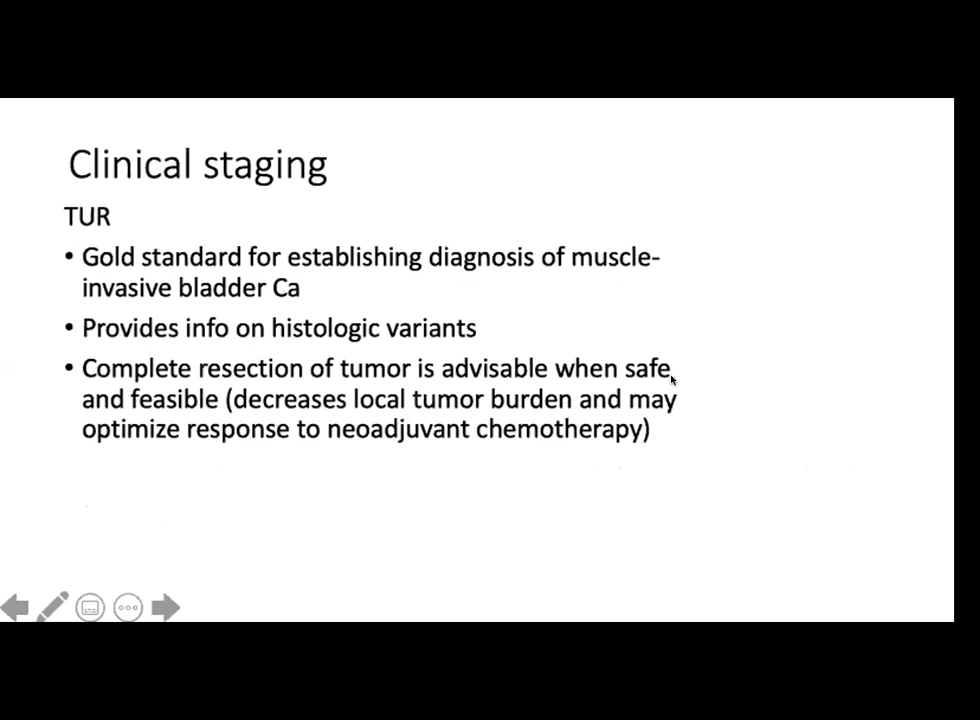 Clinical staging
TUR
• Gold standard for establishing diagnosis of muscle-
invasive bladder Ca
• Provides info on histologic variants
• Complete resection of tumor is advisable when safe
and feasible (decreases local tumor burden and may
optimize response to neoadjuvant chemotherapy)